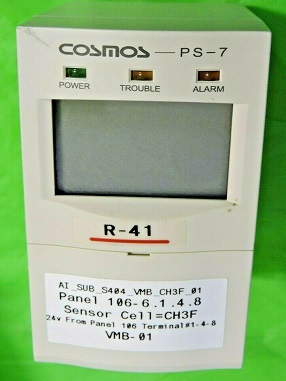 COSMOS — PS-7
POWER TROUBLE ALARM
R-41
AI_SUB_S404_VMB_CH3F_01
Panel 106-6.1.4.8
Sensor Cell=CH3F
24v From Panel 106 Terminal#1-4-8
VMB-01